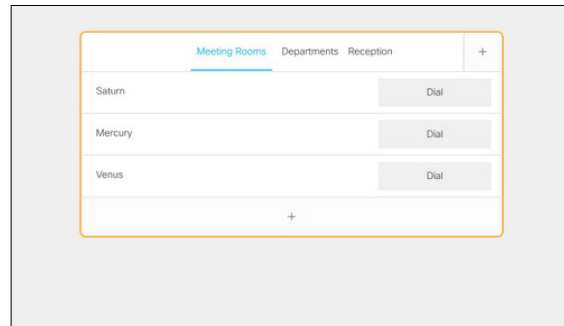 Meeting Rooms Departments Reception +
Saturn Dial
Mercury Dial
Venus Dial
+